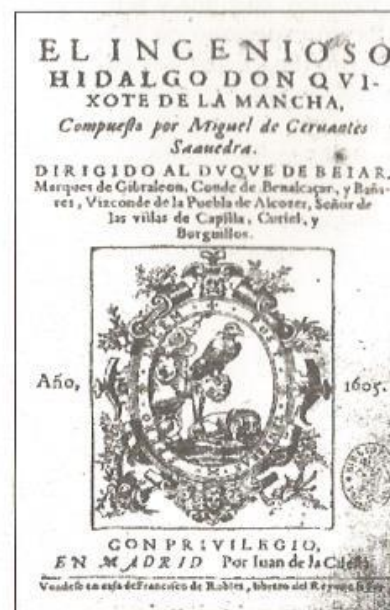 EL INGENIOSO
HIDALGO DON QVI-
XOTE DE LA MANCHA,
Compuesto por Miguel de Ceruantes
Saauedra.
DIRIGIDO AL DVQVE DE BEIAR,
Marques de Gibraleon, Conde de Benalcaçar, y Baña-
res, Vizconde de la Puebla de Alcozer, Señor de
las villas de Capilla, Curiel, y
Burguillos.
Año, 1605.
CON PRIVILEGIO,
EN MADRID Por Iuan de la Cuesta
Vendese en casa de Francisco de Robles, librero del Rey